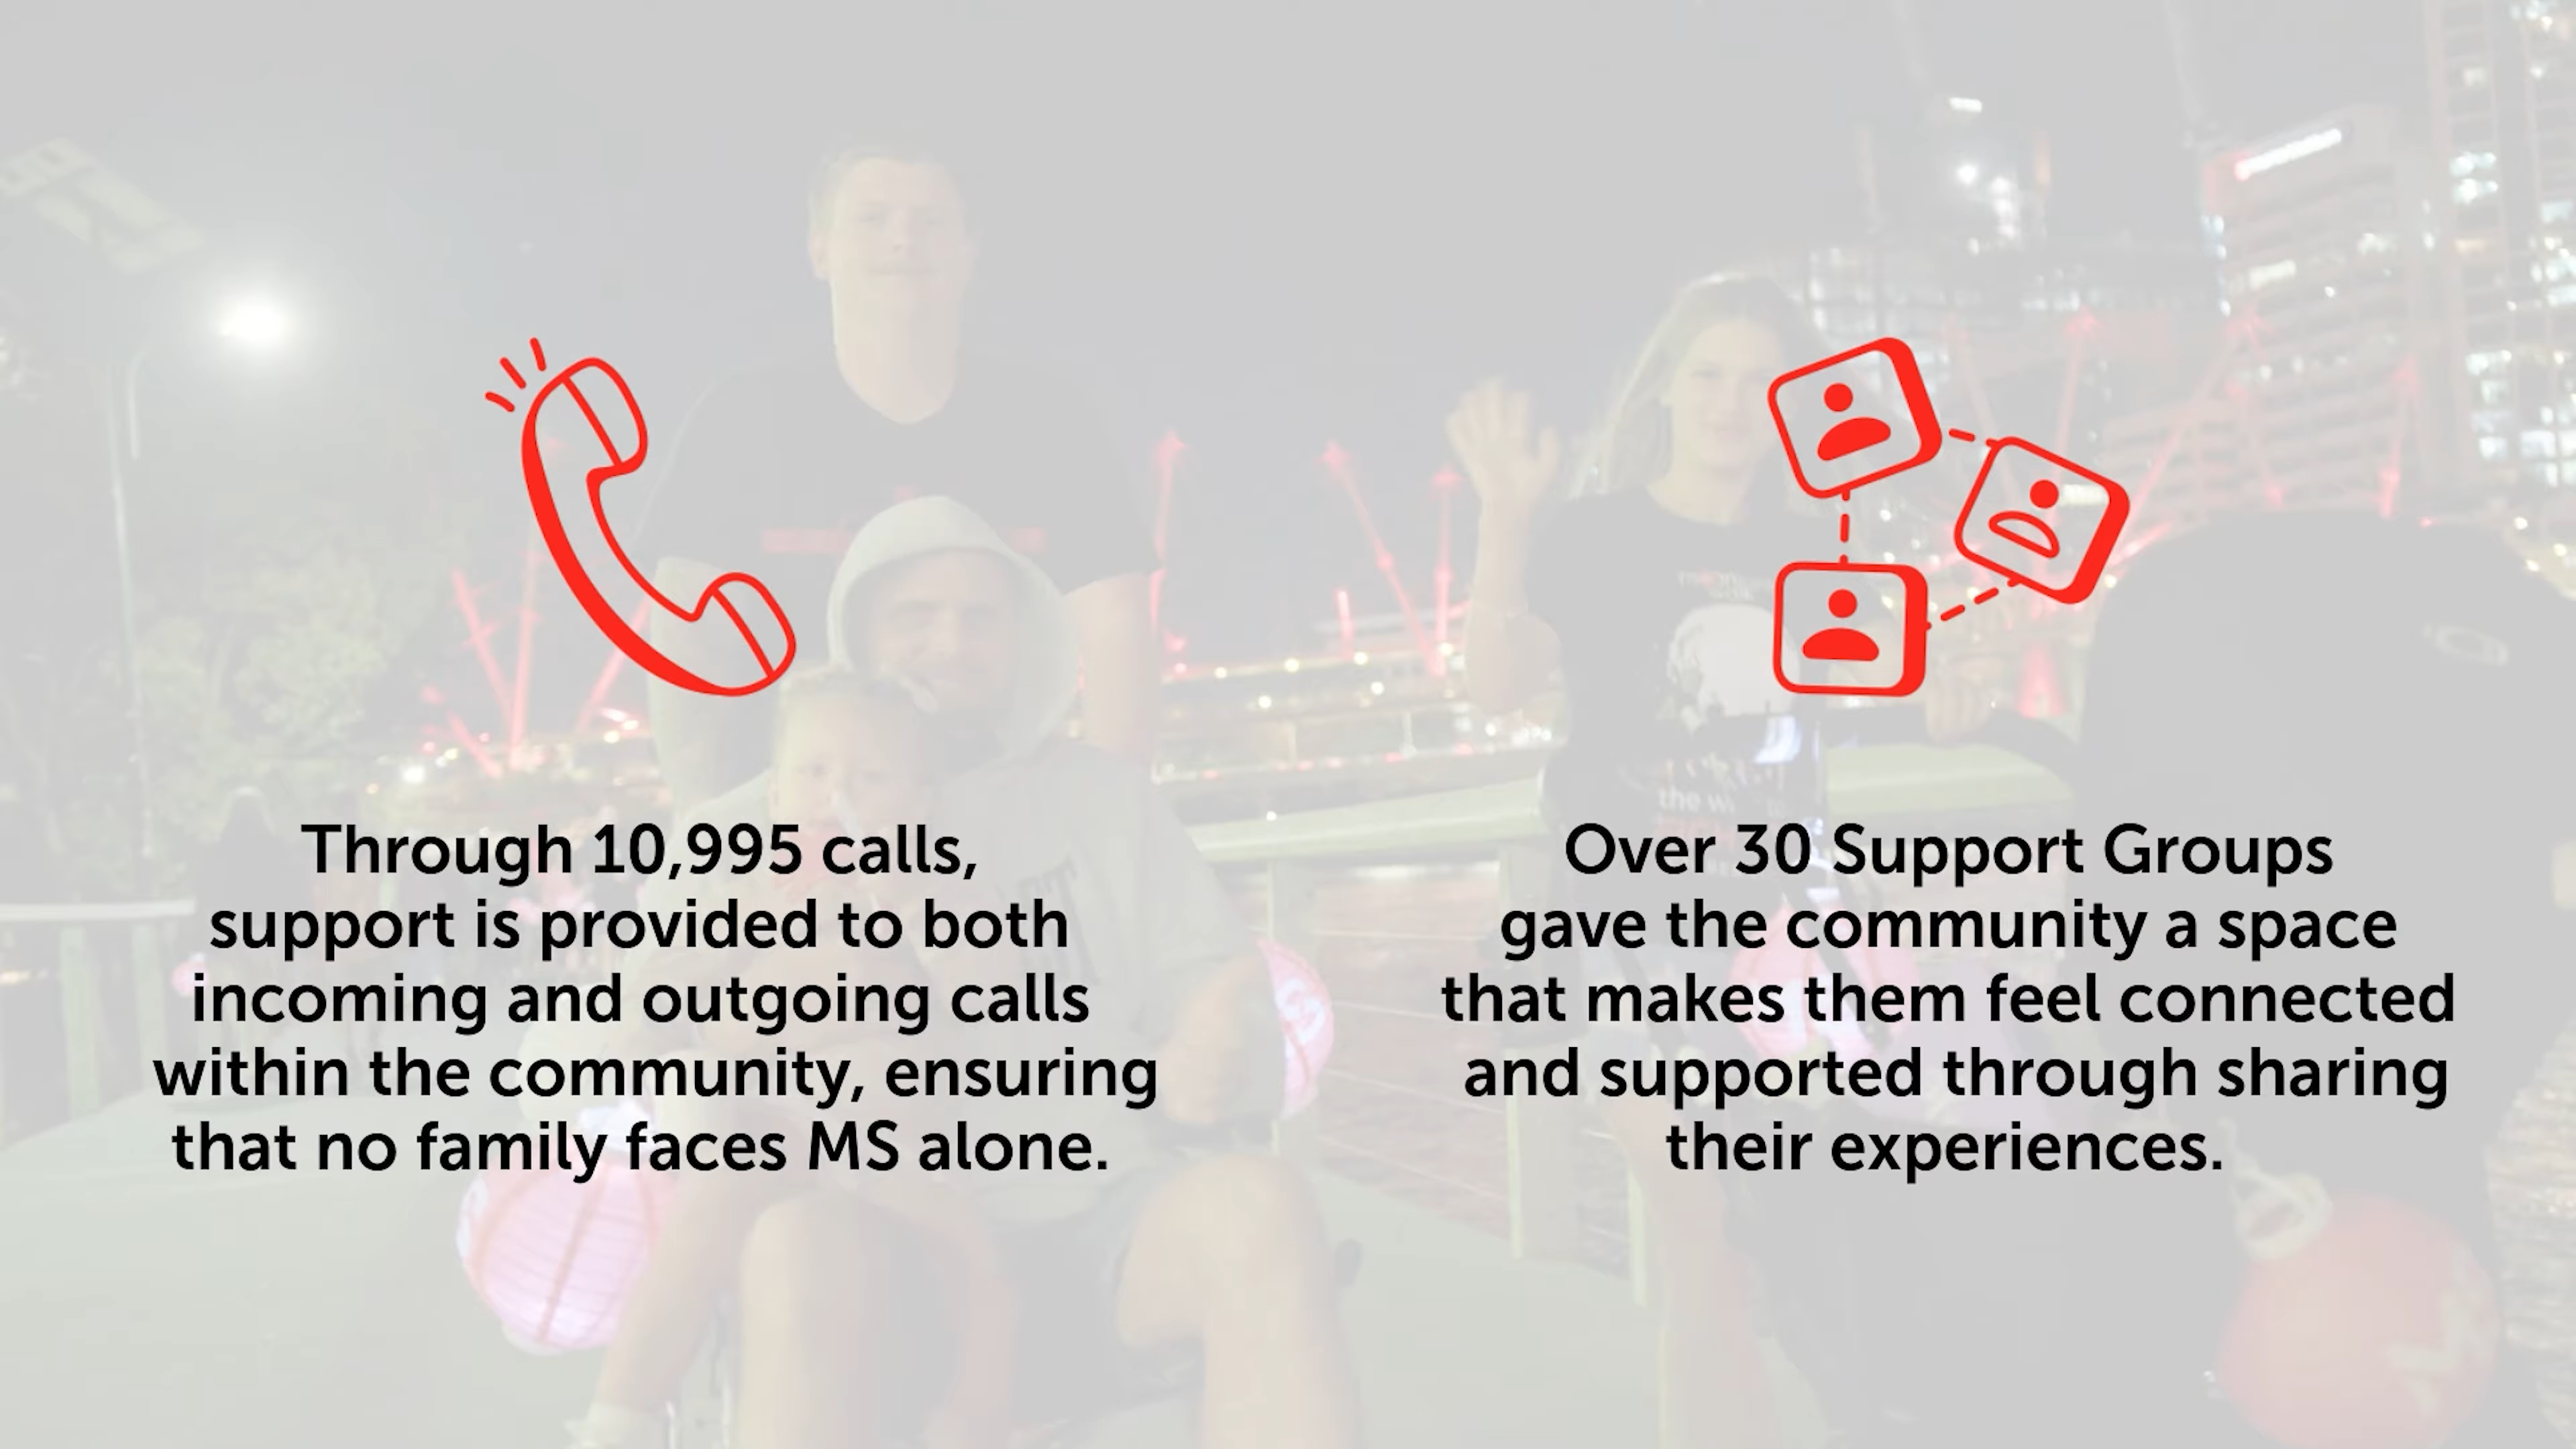 Through 10,995 calls,
support is provided to both
incoming and outgoing calls
within the community, ensuring
that no family faces MS alone.
Over 30 Support Groups
gave the community a space
that makes them feel connected
and supported through sharing
their experiences.